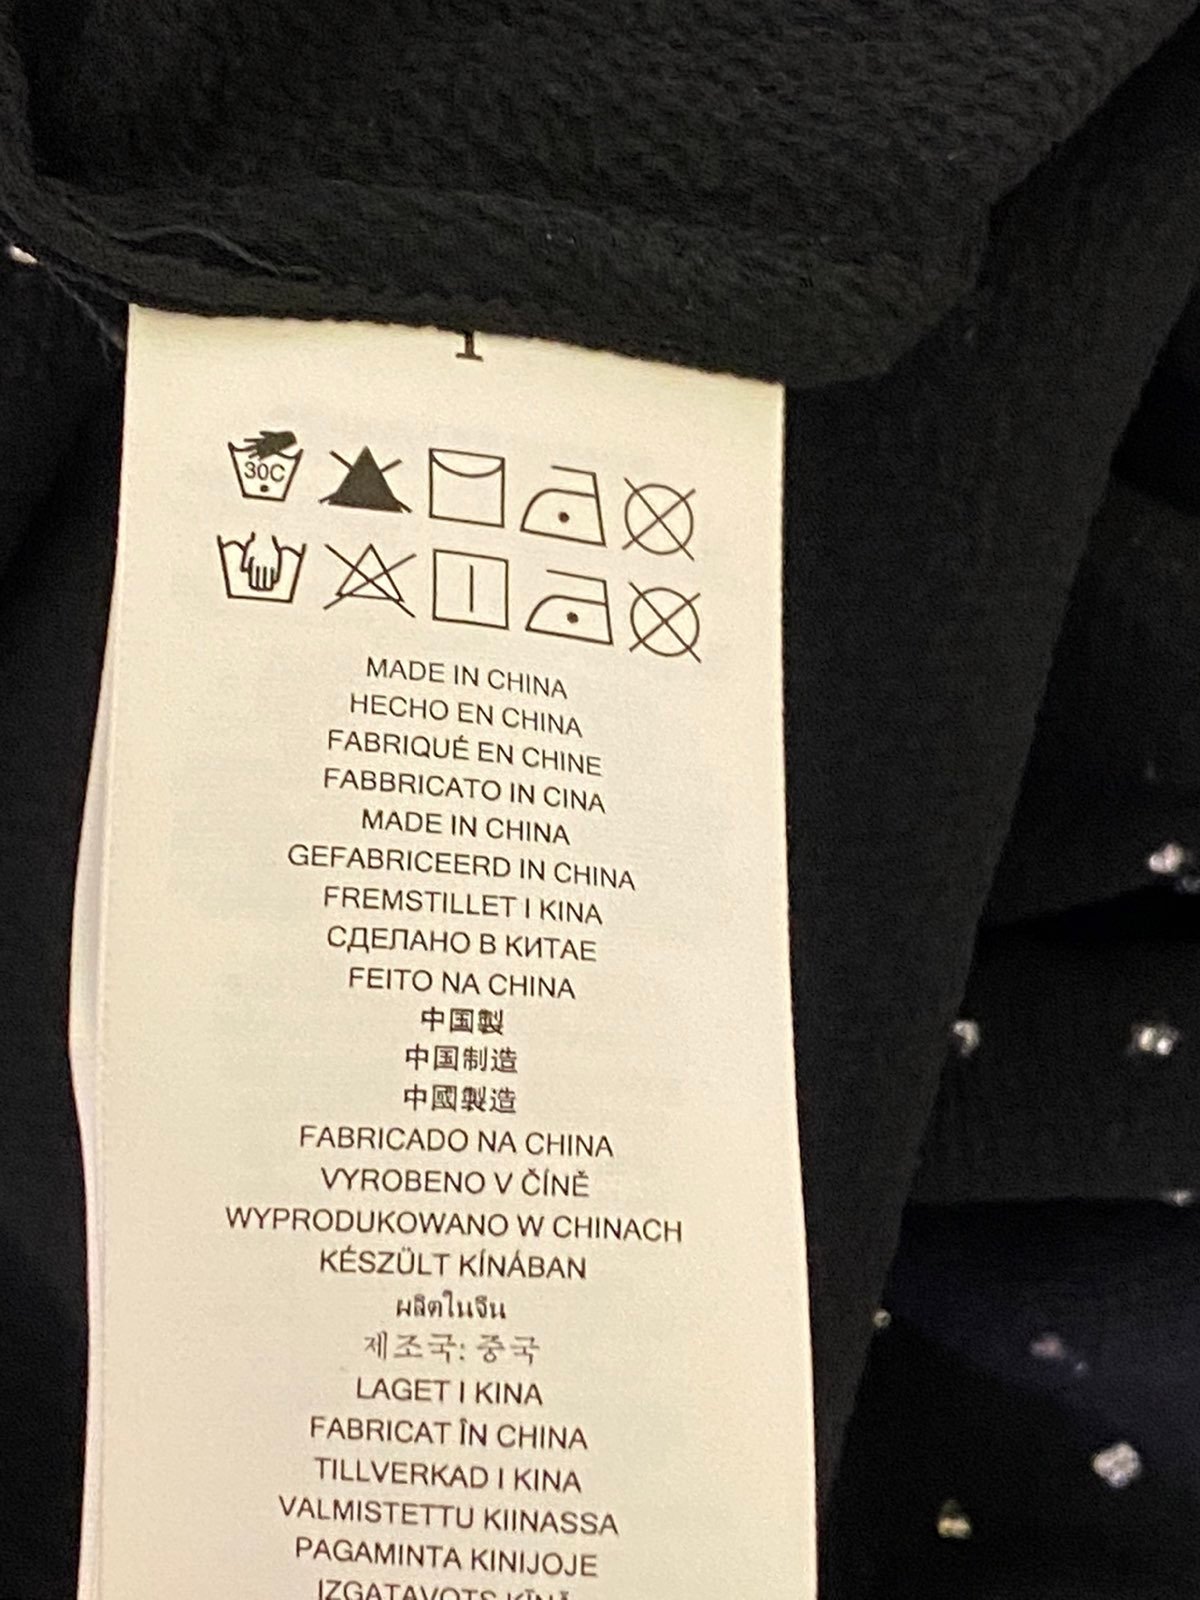 30C
MADE IN CHINA
HECHO EN CHINA
FABRIQUÉ EN CHINE
FABBRICATO IN CINA
MADE IN CHINA
GEFABRICEERD IN CHINA
FREMSTILLET I KINA
СДЕЛАНО В КИТАЕ
FEITO NA CHINA
中国製
中国制造
中國製造
FABRICADO NA CHINA
VYROBENO V ČÍNĚ
WYPRODUKOWANO W CHINACH
KÉSZÜLT KÍNÁBAN
ผลิตในจีน
제조국: 중국
LAGET I KINA
FABRICAT ÎN CHINA
TILLVERKAD I KINA
VALMISTETTU KIINASSA
PAGAMINTA KINIJOJE
IZGATAVOTS ĶĪNĀ